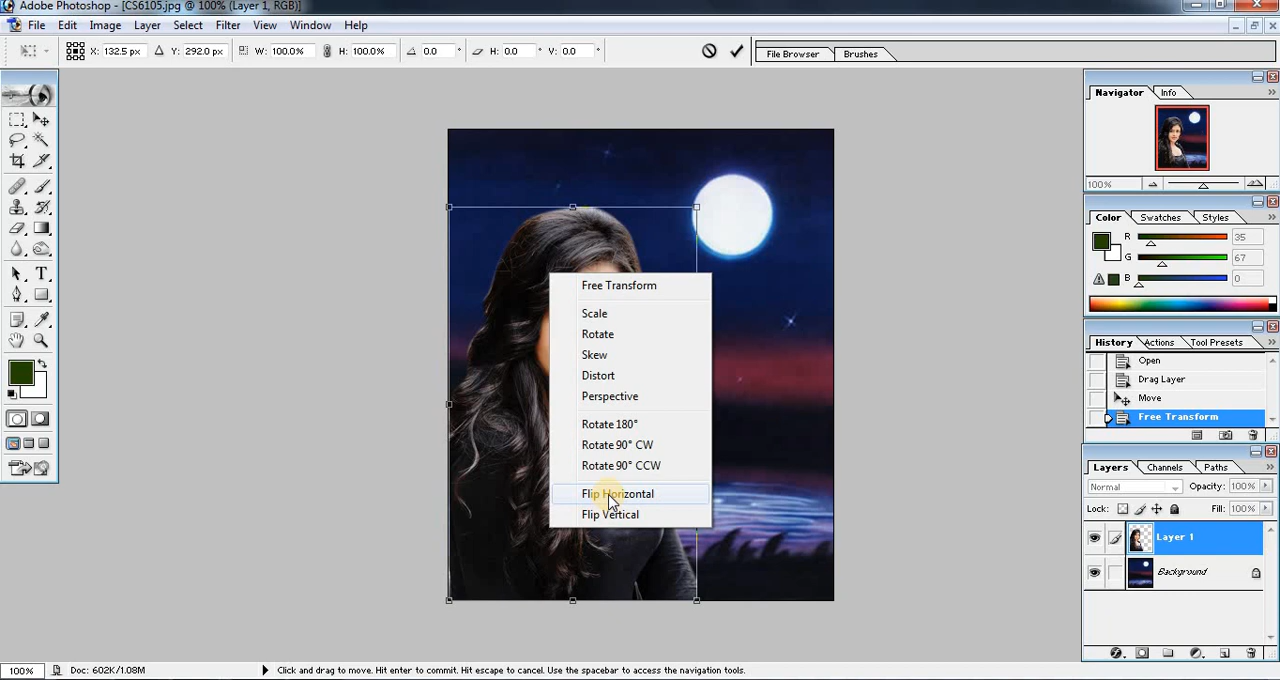 Adobe Photoshop - [CS6105.jpg @ 100% (Layer 1, RGB)]
File Edit Image Layer Select Filter View Window Help
X: 132.5 px Y: 292.0 px W: 100.0% H: 100.0% 0.0 ° H: 0.0 ° V: 0.0 °
File Browser Brushes
Navigator Info
100%
Color Swatches Styles
R 35
G 67
B 0
History Actions Tool Presets
Open
Drag Layer
Move
Free Transform
Layers Channels Paths
Normal Opacity: 100%
Lock: Fill: 100%
Layer 1
Background
Free Transform
Scale
Rotate
Skew
Distort
Perspective
Rotate 180°
Rotate 90° CW
Rotate 90° CCW
Flip Horizontal
Flip Vertical
100% Doc: 602K/1.08M Click and drag to move. Hit enter to commit. Hit escape to cancel. Use the spacebar to access the navigation tools.